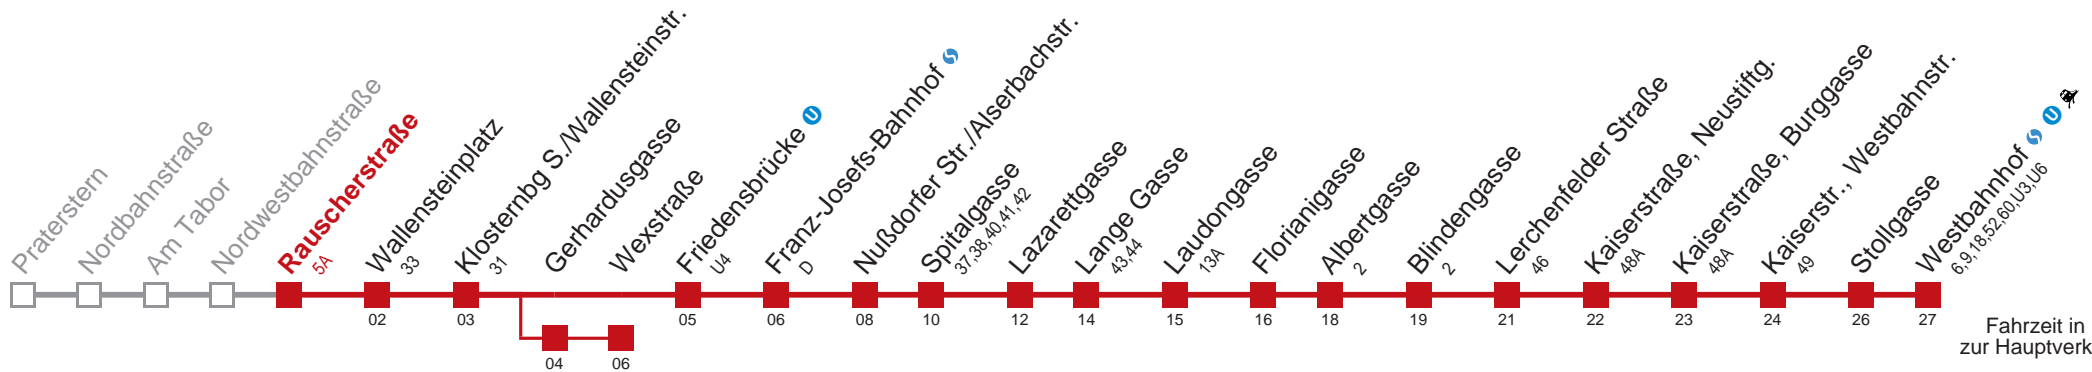 Praterstern
Nordbahnstraße
Am Tabor
Nordwestbahnstraße
Rauscherstraße
5A
Wallensteinplatz
33
Klosternbg S./Wallensteinstr.
31
Gerhardusgasse
Wexstraße
Friedensbrücke U
U4
Franz-Josefs-Bahnhof S
D
Nußdorfer Str./Alserbachstr.
Spitalgasse
37,38,40,41,42
Lazarettgasse
Lange Gasse
43,44
Laudongasse
13A
Florianigasse
Albertgasse
2
Blindengasse
2
Lerchenfelder Straße
46
Kaiserstraße, Neustiftg.
48A
Kaiserstraße, Burggasse
48A
Kaiserstr., Westbahnstr.
49
Stollgasse
Westbahnhof S U
6,9,18,52,60,U3,U6
02 03 05 06 08 10 12 14 15 16 18 19 21 22 23 24 26 27
04 06
Fahrzeit in
zur Hauptverk